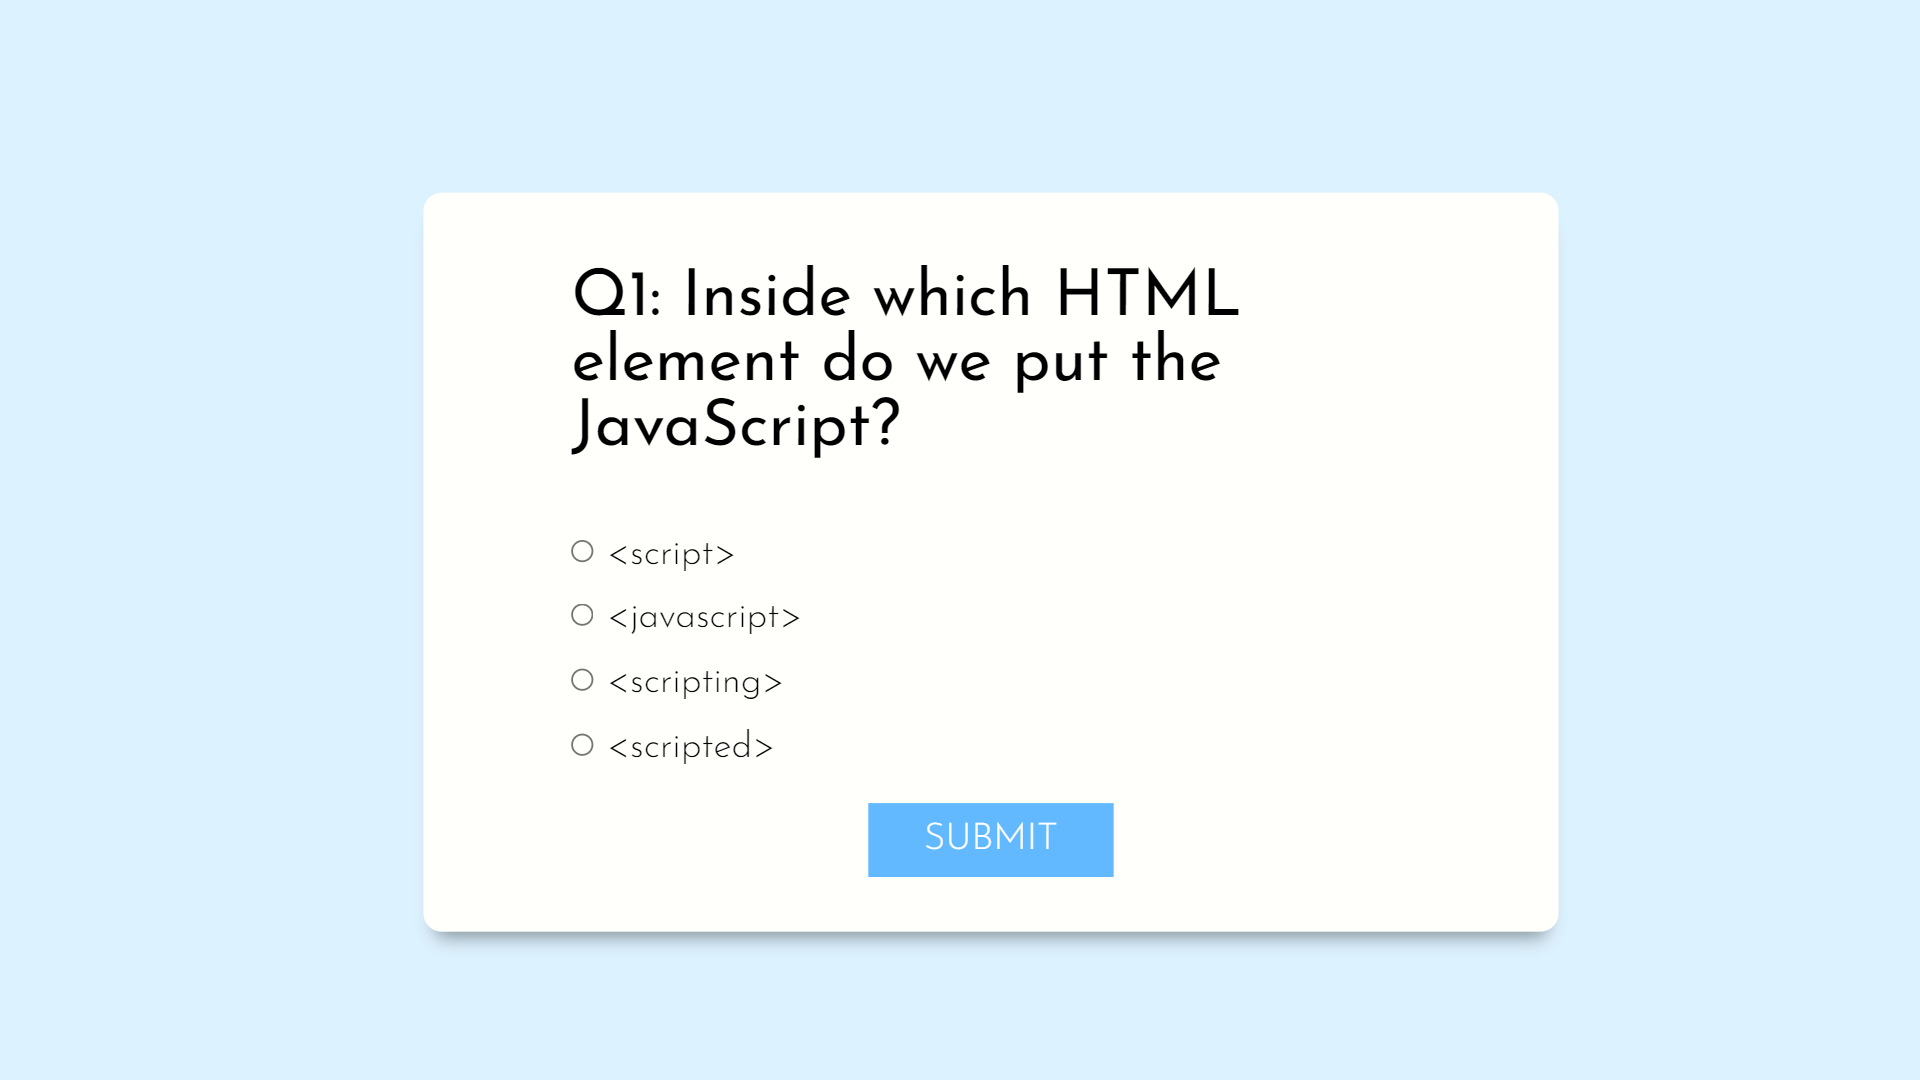 Q1: Inside which HTML
element do we put the
JavaScript?
<script>
<javascript>
<scripting>
<scripted>
SUBMIT